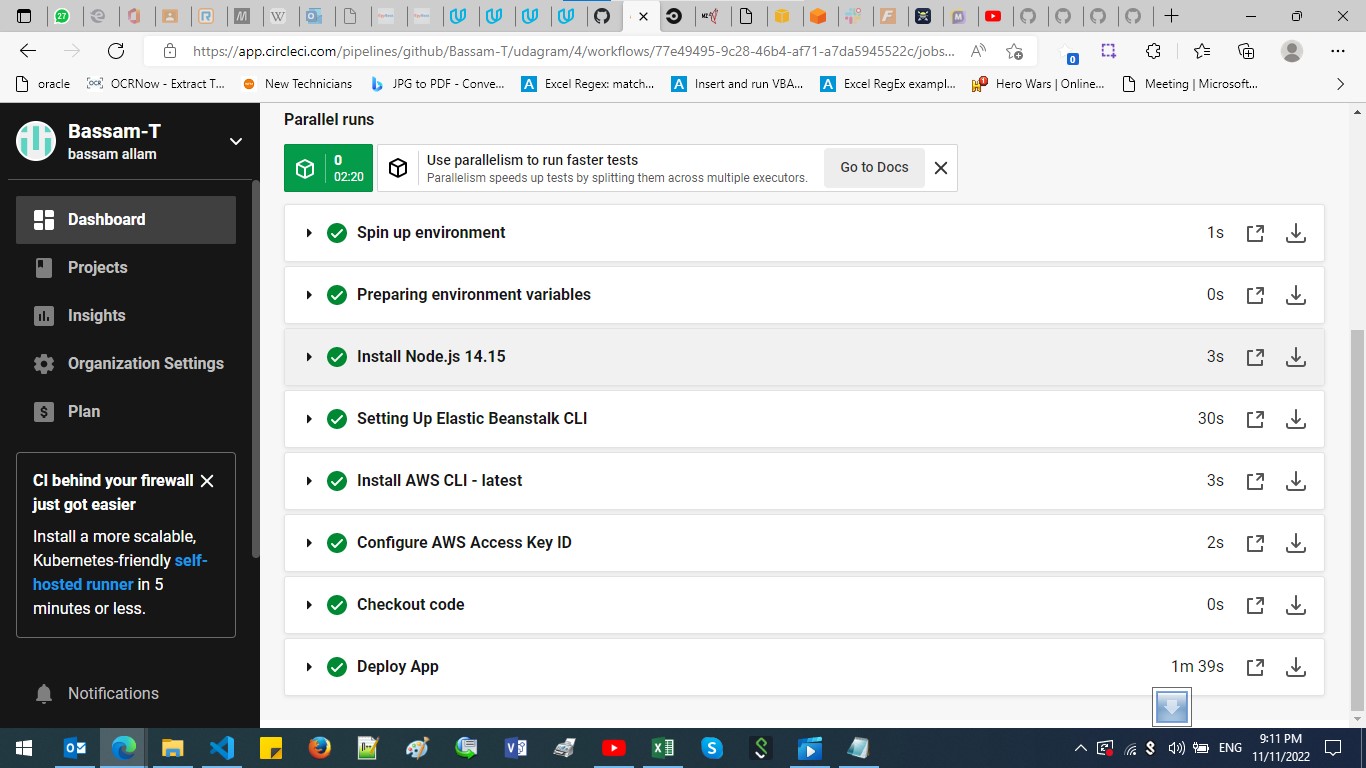 27
https://app.circleci.com/pipelines/github/Bassam-T/udagram/4/workflows/77e49495-9c28-46b4-af71-a7da5945522c/jobs...
0
oracle
OCRNow - Extract T...
New Technicians
JPG to PDF - Conve...
Excel Regex: match...
Insert and run VBA...
Excel RegEx exampl...
Hero Wars | Online...
Meeting | Microsoft...
Bassam-T
bassam allam
Dashboard
Projects
Insights
Organization Settings
Plan
CI behind your firewall
just got easier
Install a more scalable,
Kubernetes-friendly self-
hosted runner in 5
minutes or less.
Notifications
Parallel runs
0
02:20
Use parallelism to run faster tests
Parallelism speeds up tests by splitting them across multiple executors.
Go to Docs
Spin up environment 1s
Preparing environment variables 0s
Install Node.js 14.15 3s
Setting Up Elastic Beanstalk CLI 30s
Install AWS CLI - latest 3s
Configure AWS Access Key ID 2s
Checkout code 0s
Deploy App 1m 39s
ENG
9:11 PM
11/11/2022